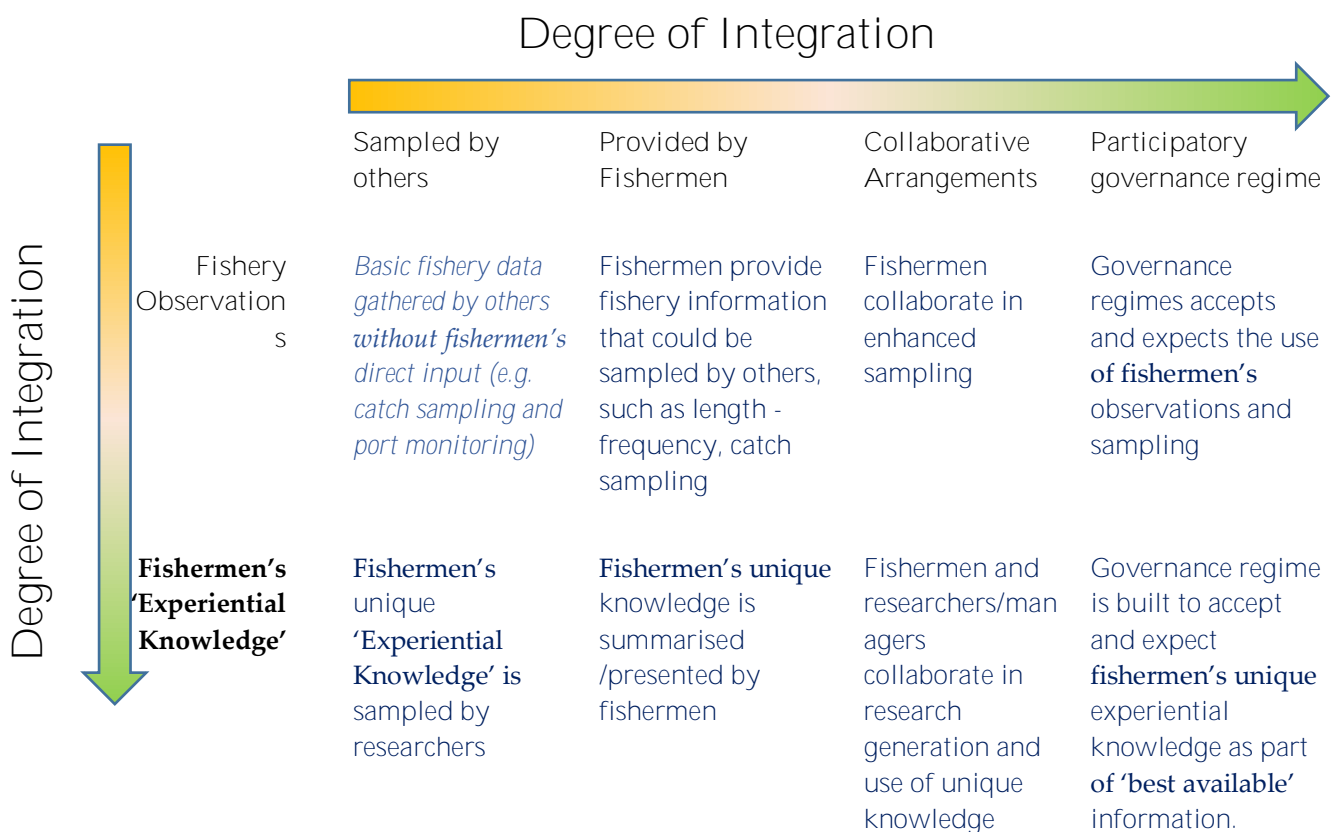 Degree of Integration
Degree of Integration
Sampled by
others
Provided by
Fishermen
Collaborative
Arrangements
Participatory
governance regime
Fishery
Observation
s
Basic fishery data
gathered by others
without fishermen’s
direct input (e.g.
catch sampling and
port monitoring)
Fishermen provide
fishery information
that could be
sampled by others,
such as length -
frequency, catch
sampling
Fishermen
collaborate in
enhanced
sampling
Governance
regimes accepts
and expects the use
of fishermen’s
observations and
sampling
Fishermen’s
‘Experiential
Knowledge’
Fishermen’s
unique
‘Experiential
Knowledge’ is
sampled by
researchers
Fishermen’s unique
knowledge is
summarised
/presented by
fishermen
Fishermen and
researchers/man
agers
collaborate in
research
generation and
use of unique
knowledge
Governance regime
is built to accept
and expect
fishermen’s unique
experiential
knowledge as part
of ‘best available’
information.